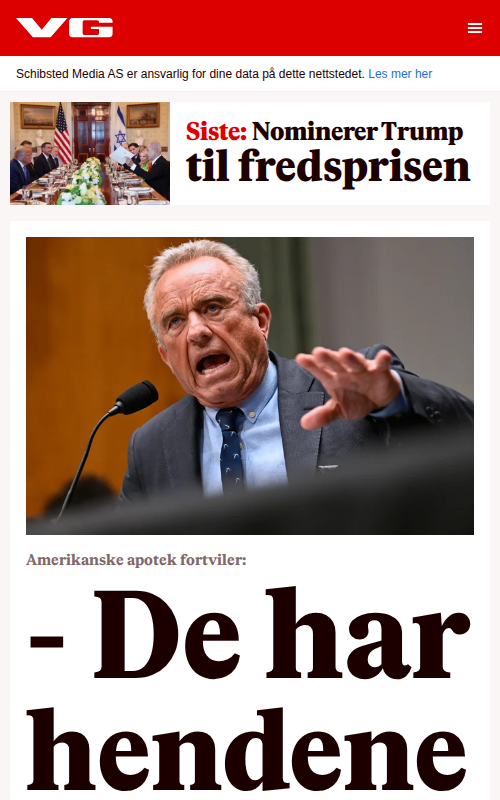 VG
Schibsted Media AS er ansvarlig for dine data på dette nettstedet. Les mer her
Siste: Nominerer Trump
til fredsprisen
Amerikanske apotek fortviler:
- De har
hendene